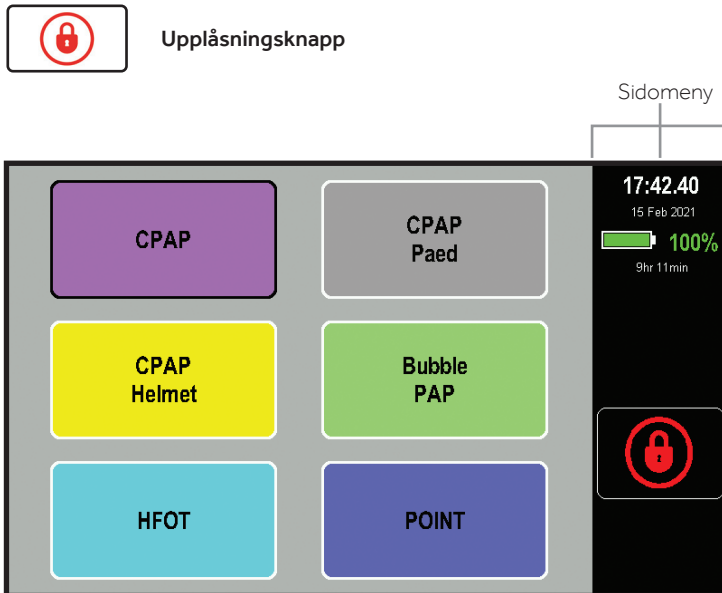 Upplåsningsknapp
Sidomeny
17:42.40
15 Feb 2021
100%
9hr 11min
CPAP
CPAP
Paed
CPAP
Helmet
Bubble
PAP
HFOT
POINT